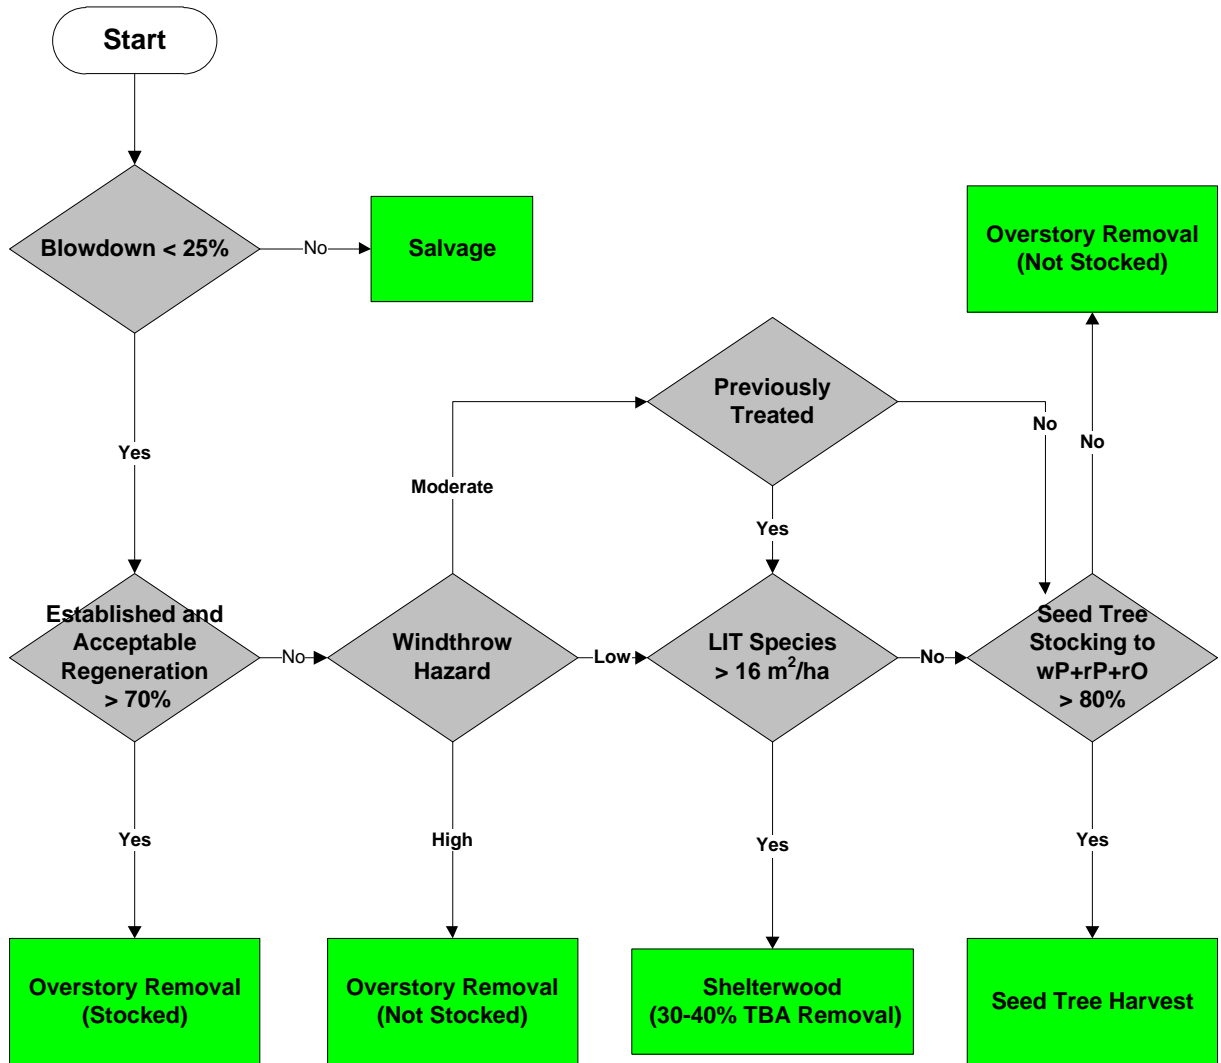 Start
Blowdown < 25%
No
Salvage
Overstory Removal
(Not Stocked)
Previously
Treated
No
No
Yes
Moderate
Yes
Established and
Acceptable
Regeneration
> 70%
No
Windthrow
Hazard
Low
LIT Species
> 16 m²/ha
No
Seed Tree
Stocking to
wP+rP+rO
> 80%
Yes
High
Yes
Yes
Overstory Removal
(Stocked)
Overstory Removal
(Not Stocked)
Shelterwood
(30-40% TBA Removal)
Seed Tree Harvest